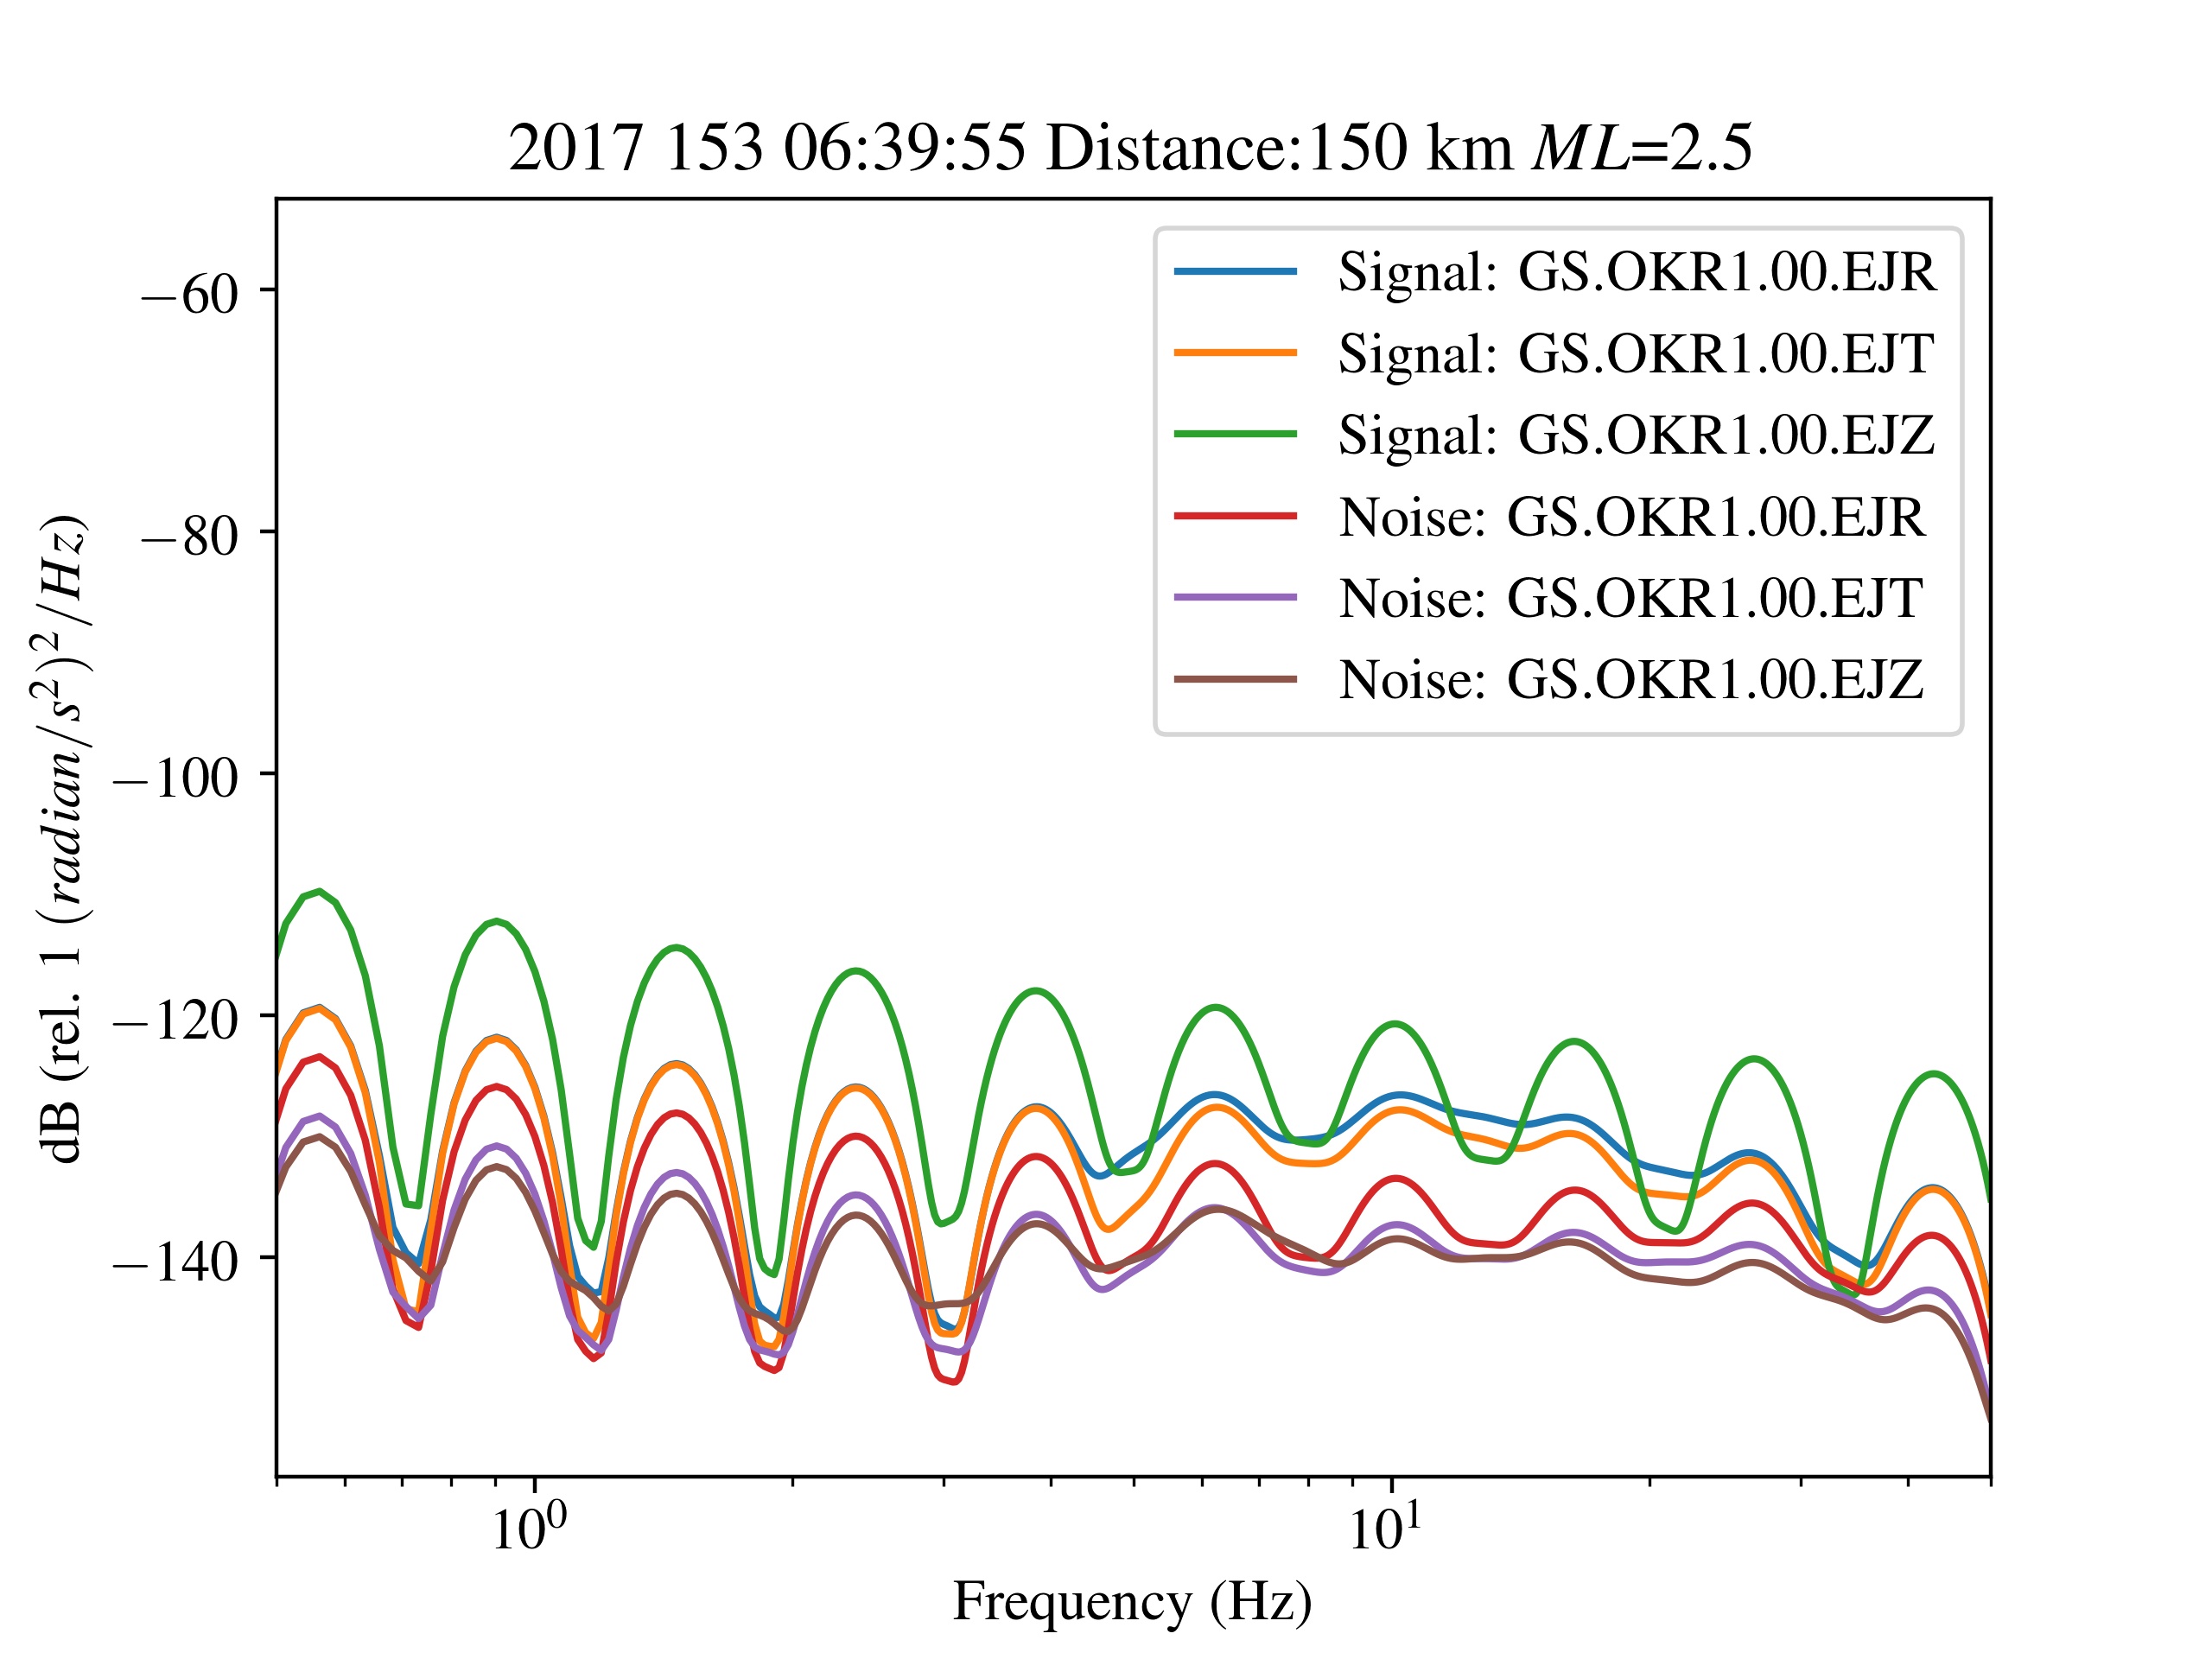 2017 153 06:39:55 Distance:150 km ML=2.5
Signal: GS.OKR1.00.EJR
Signal: GS.OKR1.00.EJT
Signal: GS.OKR1.00.EJZ
Noise: GS.OKR1.00.EJR
Noise: GS.OKR1.00.EJT
Noise: GS.OKR1.00.EJZ
dB (rel. 1 (radian/s²)²/Hz)
−60
−80
−100
−120
−140
10⁰ 10¹
Frequency (Hz)